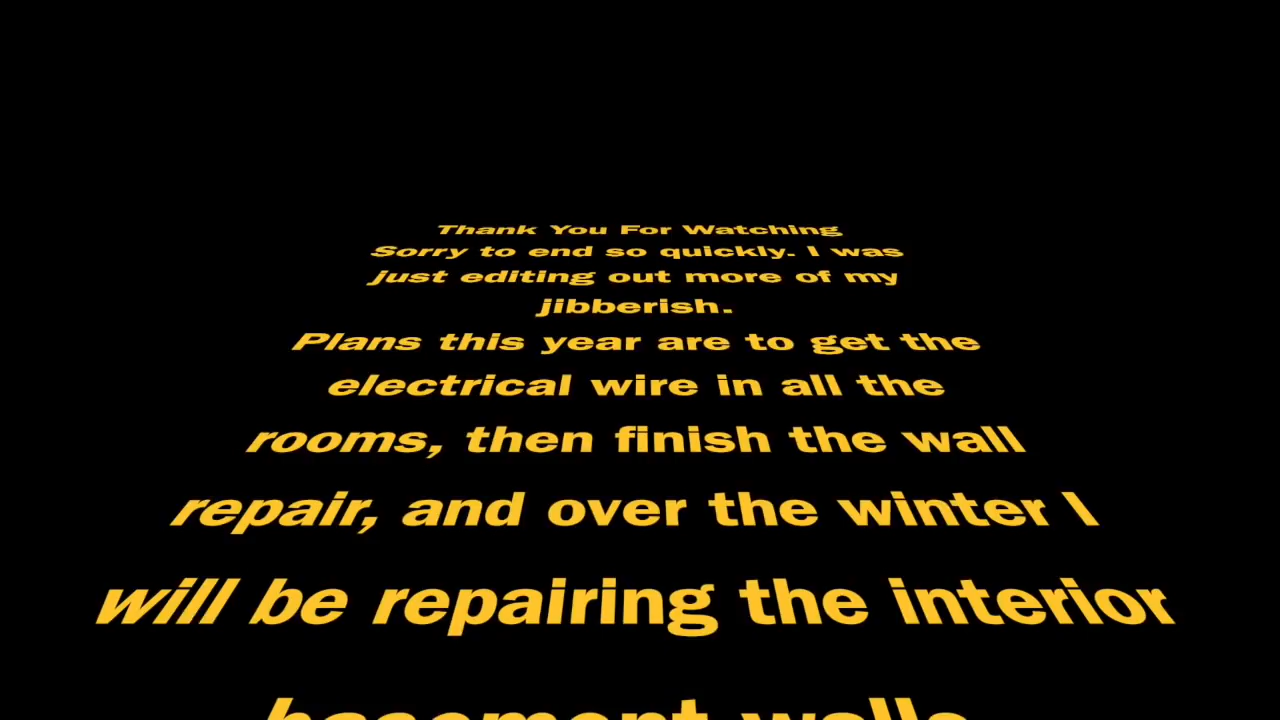 Thank You For Watching
Sorry to end so quickly. I was
just editing out more of my
jibberish.
Plans this year are to get the
electrical wire in all the
rooms, then finish the wall
repair, and over the winter I
will be repairing the interior
basement walls